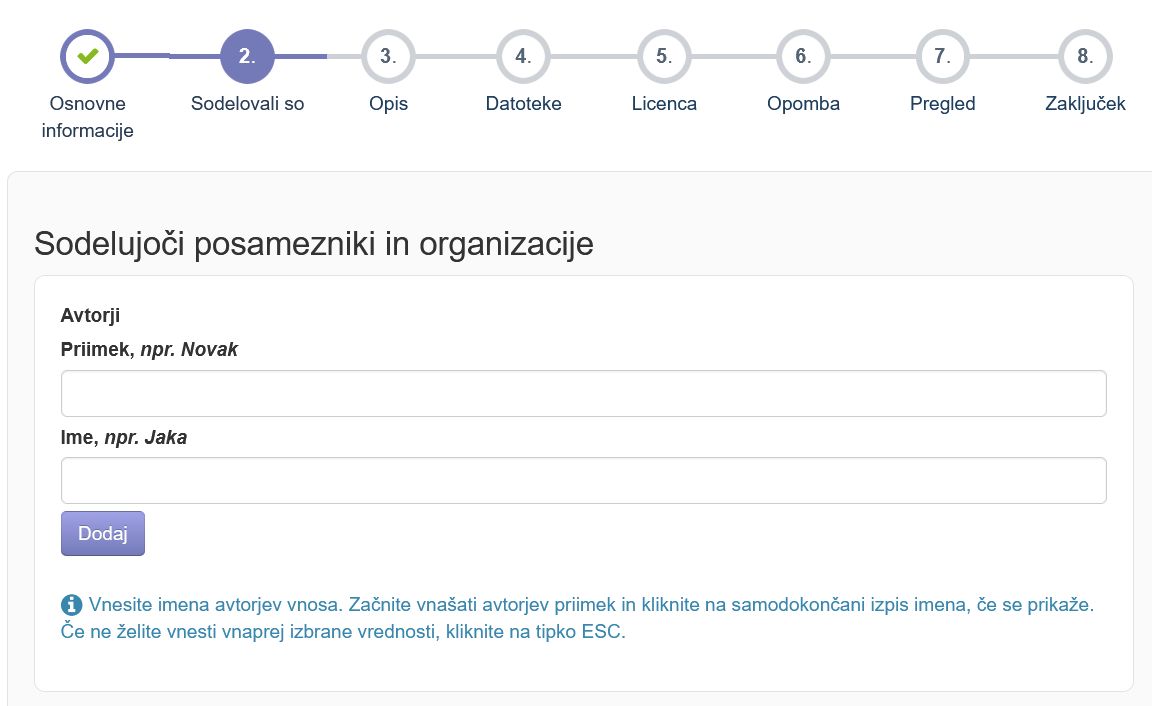 2. 3. 4. 5. 6. 7. 8.
Osnovne Sodelovali so Opis Datoteke Licenca Opomba Pregled Zaključek
informacije
Sodelujoči posamezniki in organizacije
Avtorji
Priimek, npr. Novak
Ime, npr. Jaka
Dodaj
Vnesite imena avtorjev vnosa. Začnite vnašati avtorjev priimek in kliknite na samodokončani izpis imena, če se prikaže.
Če ne želite vnesti vnaprej izbrane vrednosti, kliknite na tipko ESC.